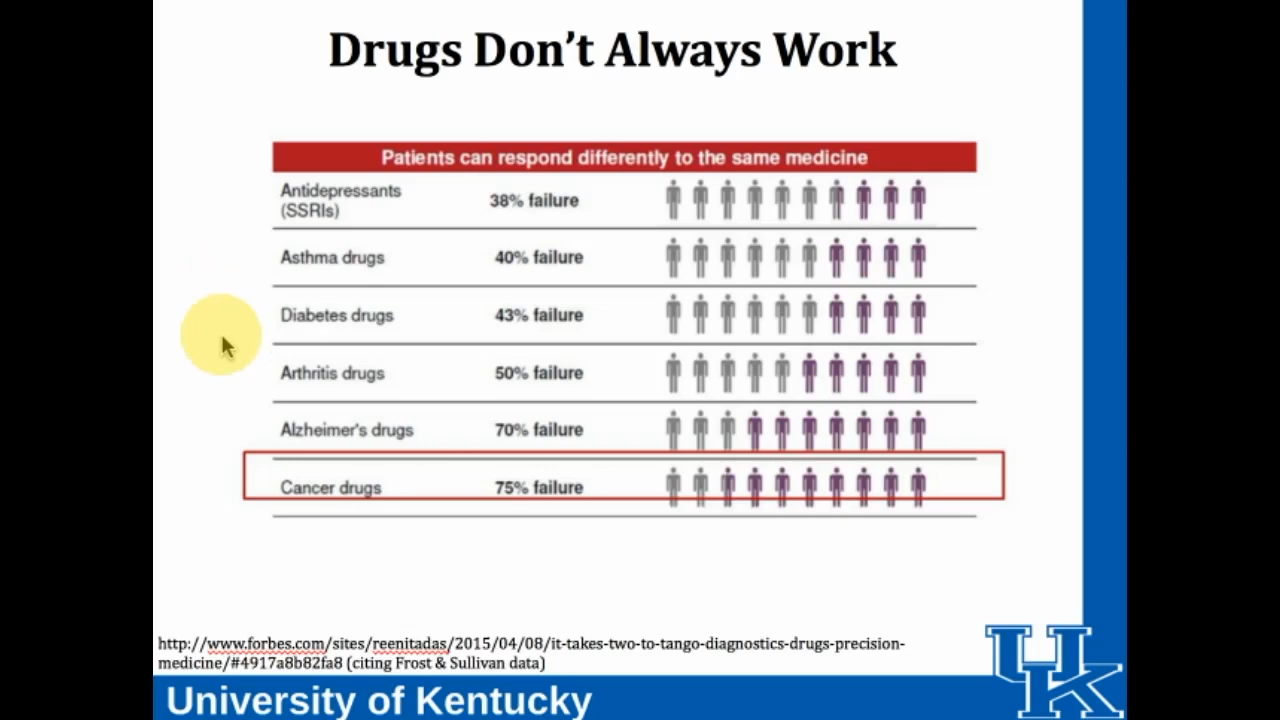 Drugs Don't Always Work
Patients can respond differently to the same medicine
Antidepressants
(SSRIs)
38% failure
Asthma drugs 40% failure
Diabetes drugs 43% failure
Arthritis drugs 50% failure
Alzheimer's drugs 70% failure
Cancer drugs 75% failure
http://www.forbes.com/sites/reenitadas/2015/04/08/it-takes-two-to-tango-diagnostics-drugs-precision-
medicine/#4917a8b82fa8 (citing Frost & Sullivan data)
University of Kentucky
UK